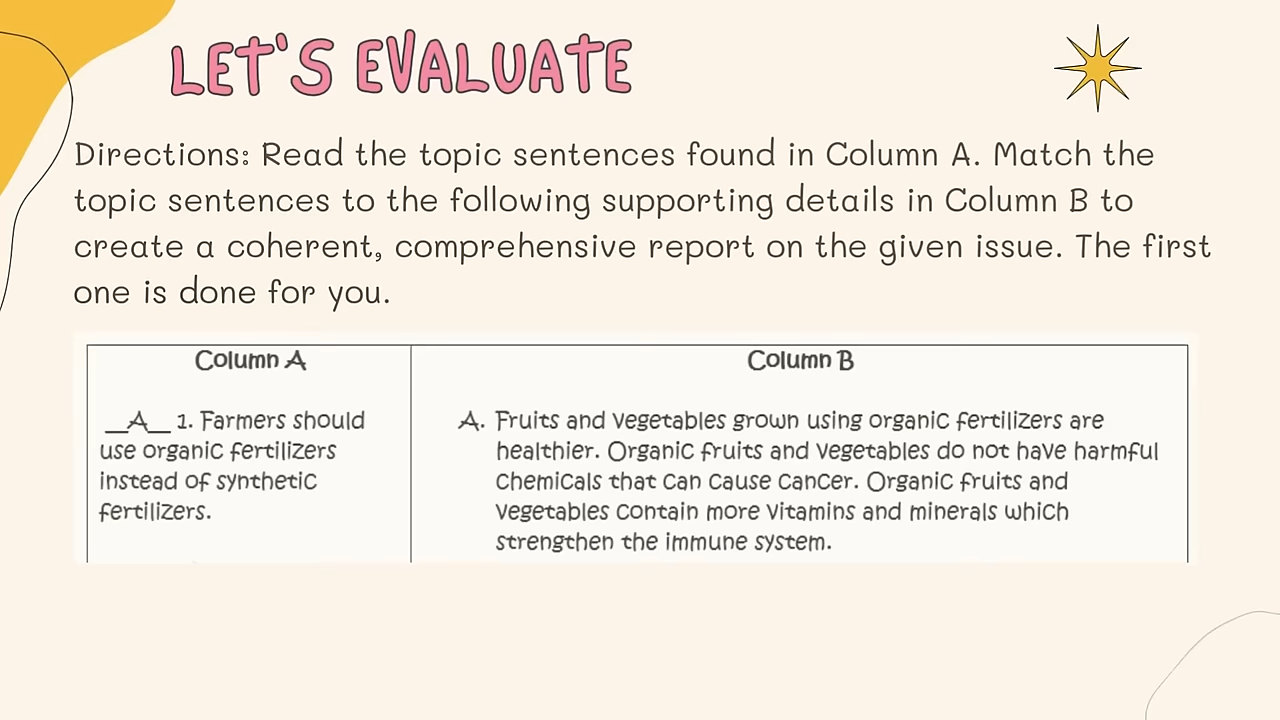 LET'S EVALUATE
Directions: Read the topic sentences found in Column A. Match the
topic sentences to the following supporting details in Column B to
create a coherent, comprehensive report on the given issue. The first
one is done for you.
Column A
__A__ 1. Farmers should
use organic fertilizers
instead of synthetic
fertilizers.
Column B
A. Fruits and vegetables grown using organic fertilizers are
healthier. Organic fruits and vegetables do not have harmful
chemicals that can cause cancer. Organic fruits and
vegetables contain more vitamins and minerals which
strengthen the immune system.